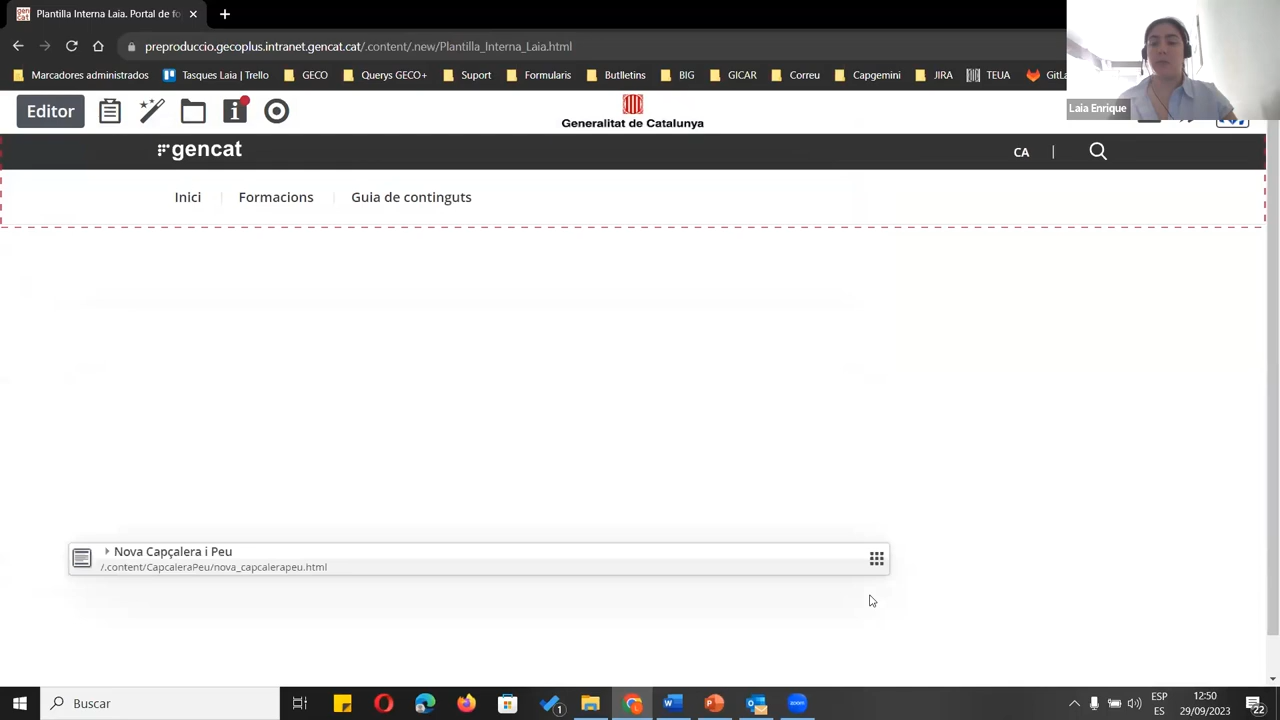 Plantilla Interna Laia. Portal de fo
preproduccio.gecoplus.intranet.gencat.cat/.content/.new/Plantilla_Interna_Laia.html
Marcadores administrados
Tasques Laia | Trello
GECO
Querys Geco+
Suport
Formularis
Butlletins
BIG
GICAR
Correu
Capgemini
JIRA
TEUA
GitLa
Laia Enrique
Editor
Generalitat de Catalunya
gencat
CA
Inici
Formacions
Guia de continguts
Nova Capçalera i Peu
/.content/CapcaleraPeu/nova_capcalerapeu.html
Buscar
1
zoom
ESP
ES
12:50
29/09/2023
22